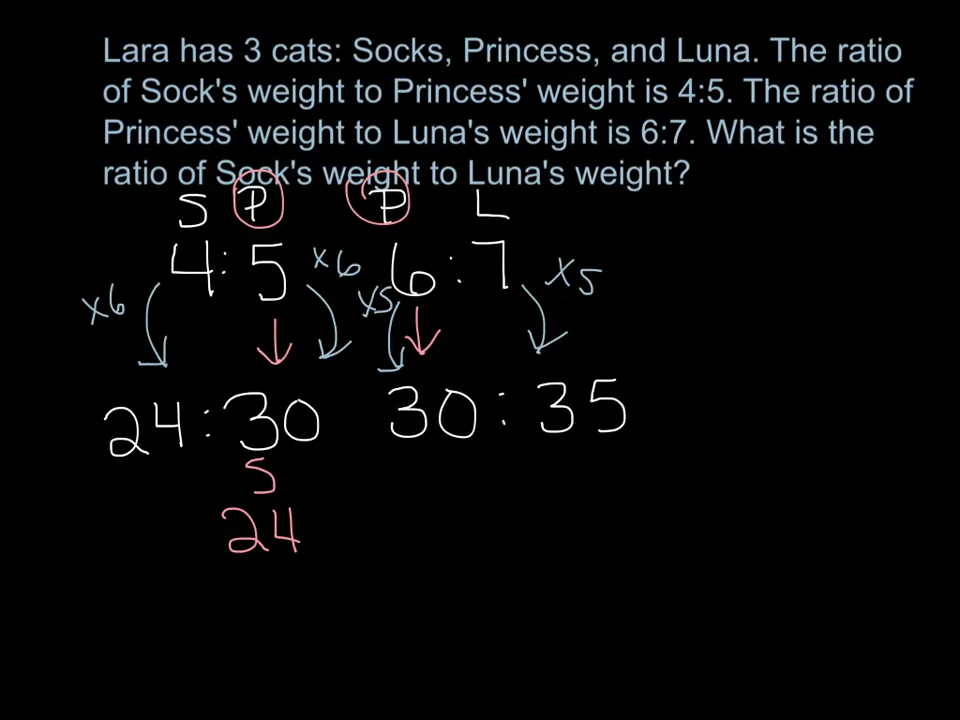 Lara has 3 cats: Socks, Princess, and Luna. The ratio
of Sock's weight to Princess' weight is 4:5. The ratio of
Princess' weight to Luna's weight is 6:7. What is the
ratio of Sock's weight to Luna's weight?
S P P L
4:5 x6 6:7 x5
x6 x5
24:30 30:35
S
24